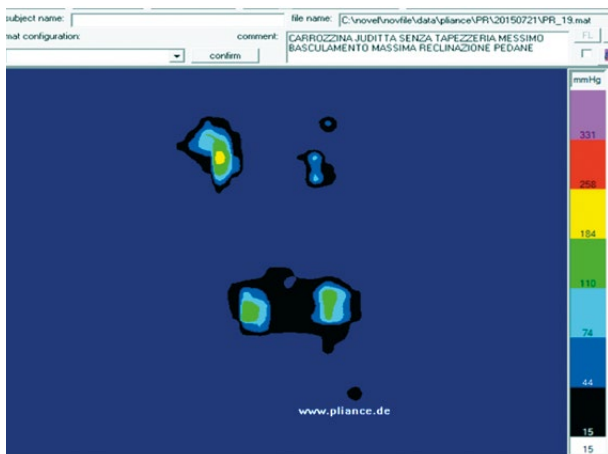 subject name:
file name: C:\novel\novfile\data\pliance\PR\20150721\PR_19.mat
mat configuration:
comment: CARROZZINA JUDITTA SENZA TAPEZZERIA MESSIMO
BASCULAMENTO MASSIMA RECLINAZIONE PEDANE
FL
confirm
mmHg
331
258
184
110
74
44
15
15
www.pliance.de